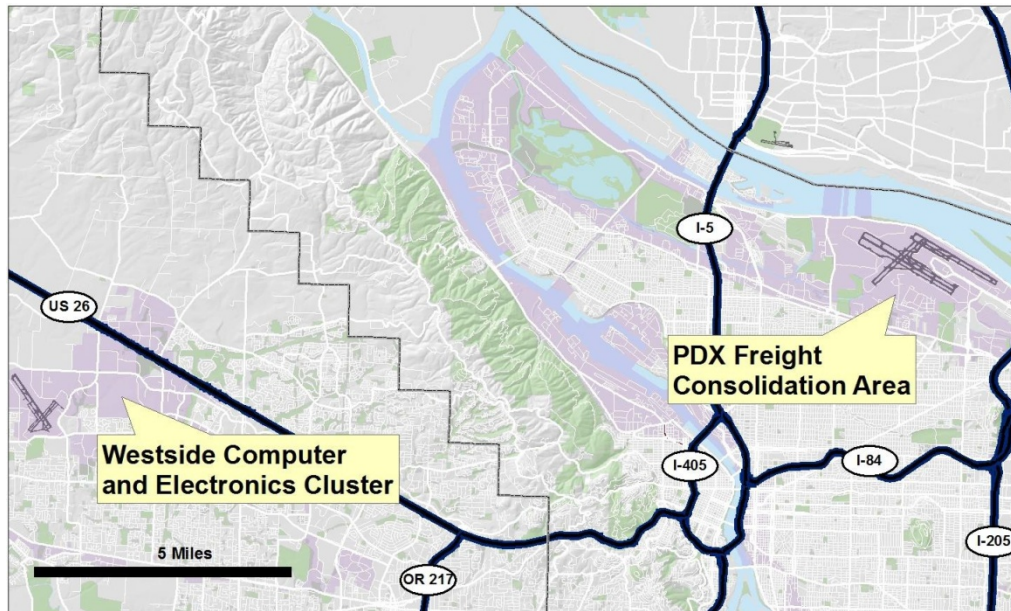 I-5
US 26
PDX Freight
Consolidation Area
Westside Computer
and Electronics Cluster
I-405
I-84
I-205
5 Miles
OR 217